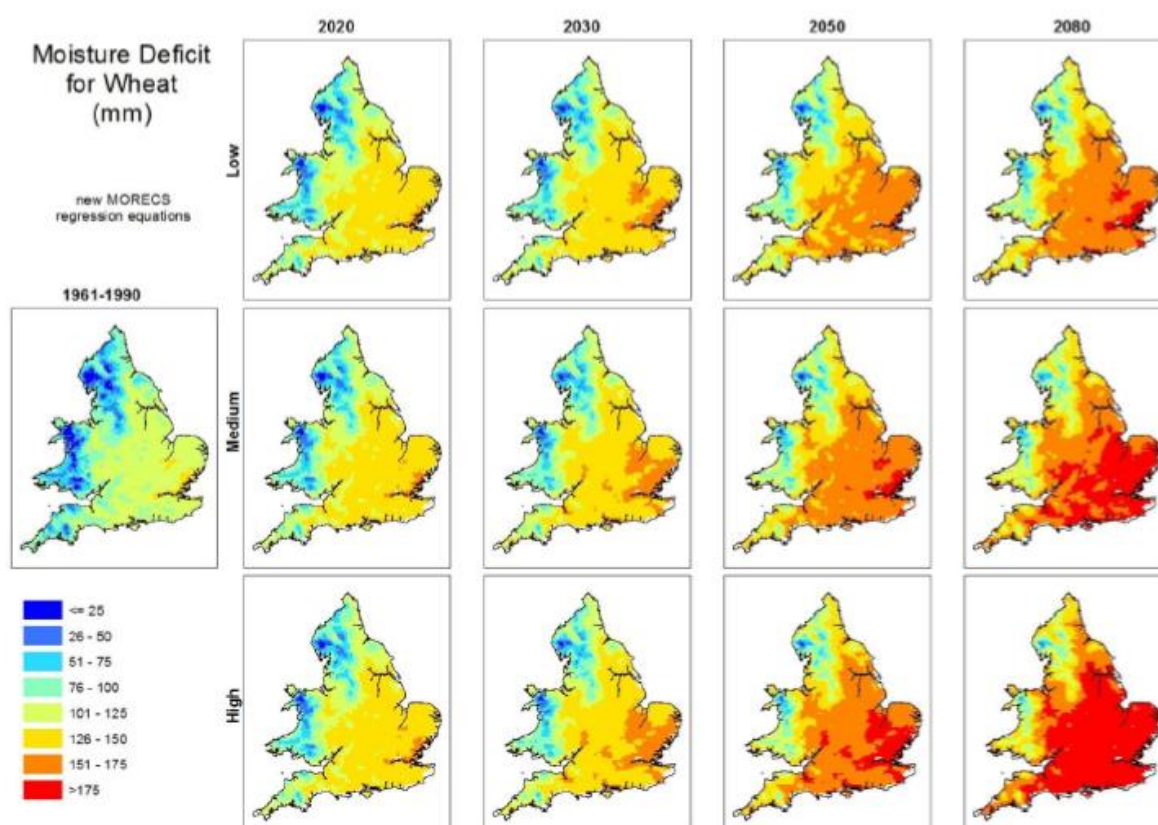 Moisture Deficit
for Wheat
(mm)
new MORECS
regression equations
2020
2030
2050
2080
Low
1961-1990
Medium
High
<= 25
26 - 50
51 - 75
76 - 100
101 - 125
126 - 150
151 - 175
>175